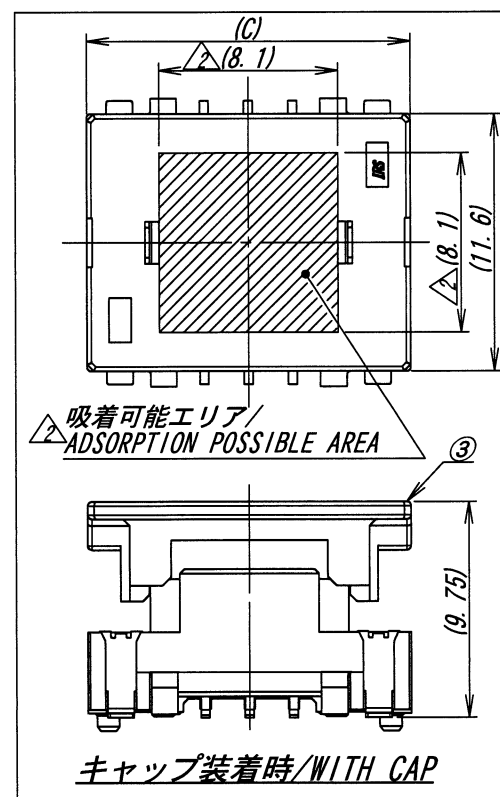 (C)
2 (8.1)
IRS
2 (8.1)
(11.6)
2 吸着可能エリア/
ADSORPTION POSSIBLE AREA
3
(9.75)
キャップ装着時/WITH CAP